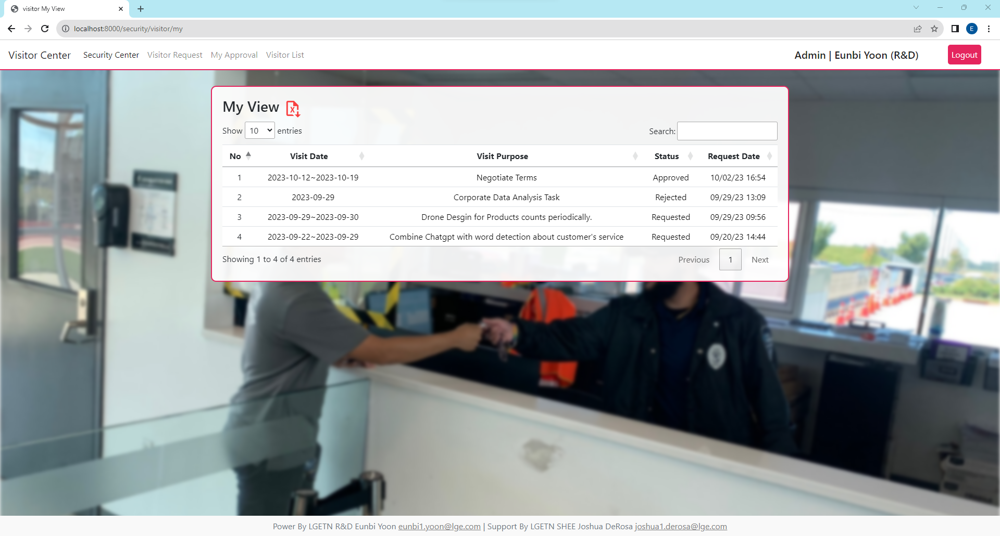 visitor My View
localhost:8000/security/visitor/my
E
Visitor Center Security Center Visitor Request My Approval Visitor List Admin | Eunbi Yoon (R&D) Logout
My View
Show 10 entries Search:
No Visit Date Visit Purpose Status Request Date
1 2023-10-12~2023-10-19 Negotiate Terms Approved 10/02/23 16:54
2 2023-09-29 Corporate Data Analysis Task Rejected 09/29/23 13:09
3 2023-09-29~2023-09-30 Drone Desgin for Products counts periodically. Requested 09/29/23 09:56
4 2023-09-22~2023-09-29 Combine Chatgpt with word detection about customer's service Requested 09/20/23 14:44
Showing 1 to 4 of 4 entries Previous 1 Next
Power By LGETN R&D Eunbi Yoon eunbi1.yoon@lge.com | Support By LGETN SHEE Joshua DeRosa joshua1.derosa@lge.com